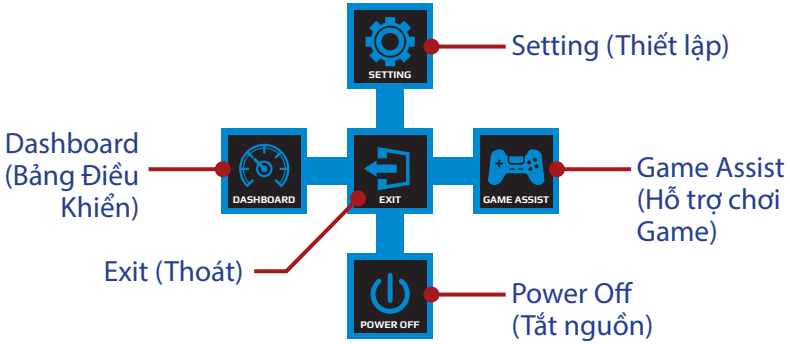 SETTING
Setting (Thiết lập)
Dashboard
(Bảng Điều
Khiển)
DASHBOARD
EXIT
GAME ASSIST
Game Assist
(Hỗ trợ chơi
Game)
Exit (Thoát)
POWER OFF
Power Off
(Tắt nguồn)